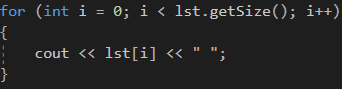 for (int i = 0; i < lst.getSize(); i++)
{
    cout << lst[i] << " ";
}